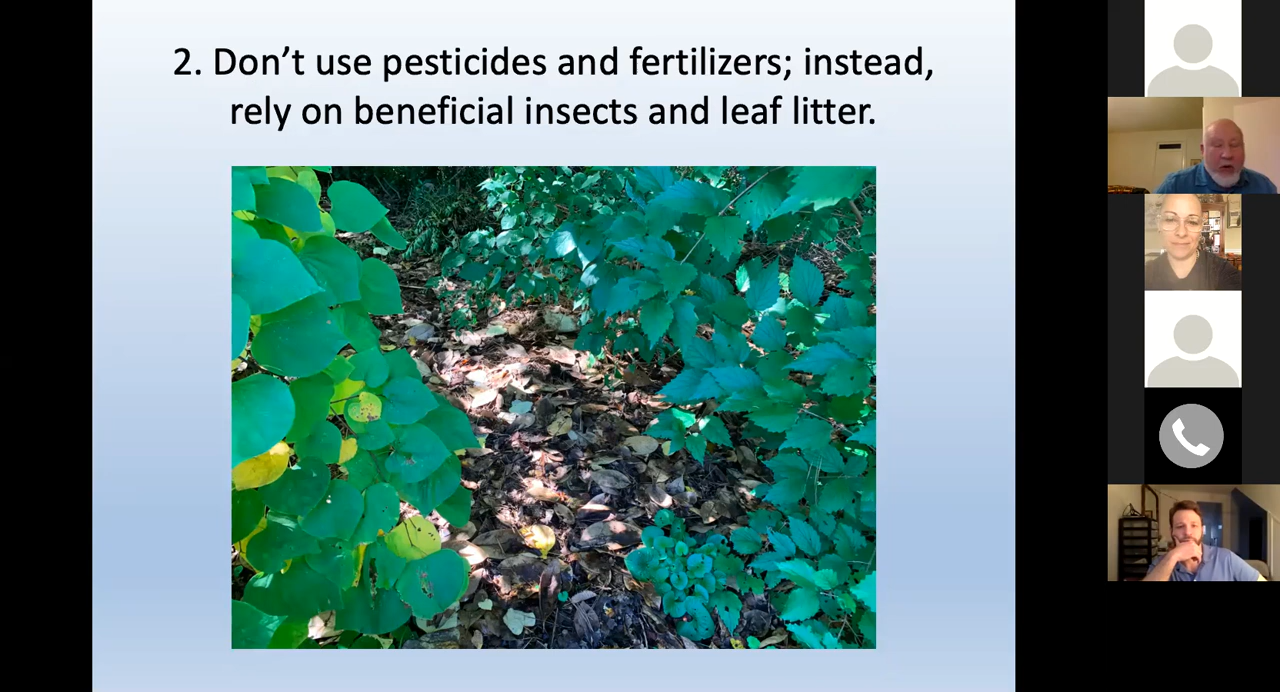 2. Don’t use pesticides and fertilizers; instead,
rely on beneficial insects and leaf litter.